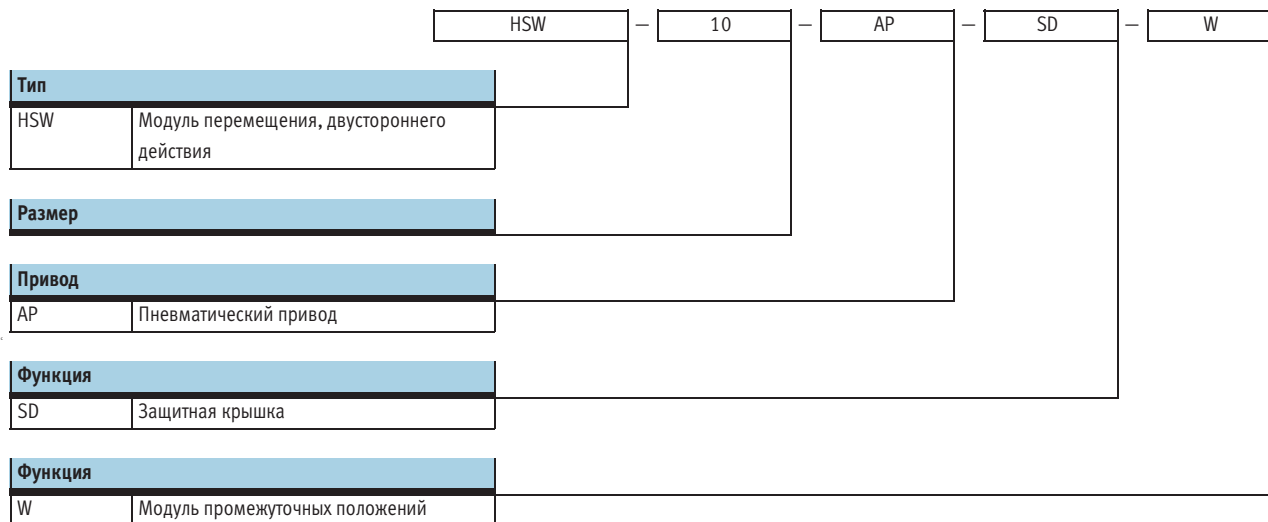 HSW – 10 – AP – SD – W
Тип
HSW Модуль перемещения, двустороннего
действия
Размер
Привод
AP Пневматический привод
Функция
SD Защитная крышка
Функция
W Модуль промежуточных положений